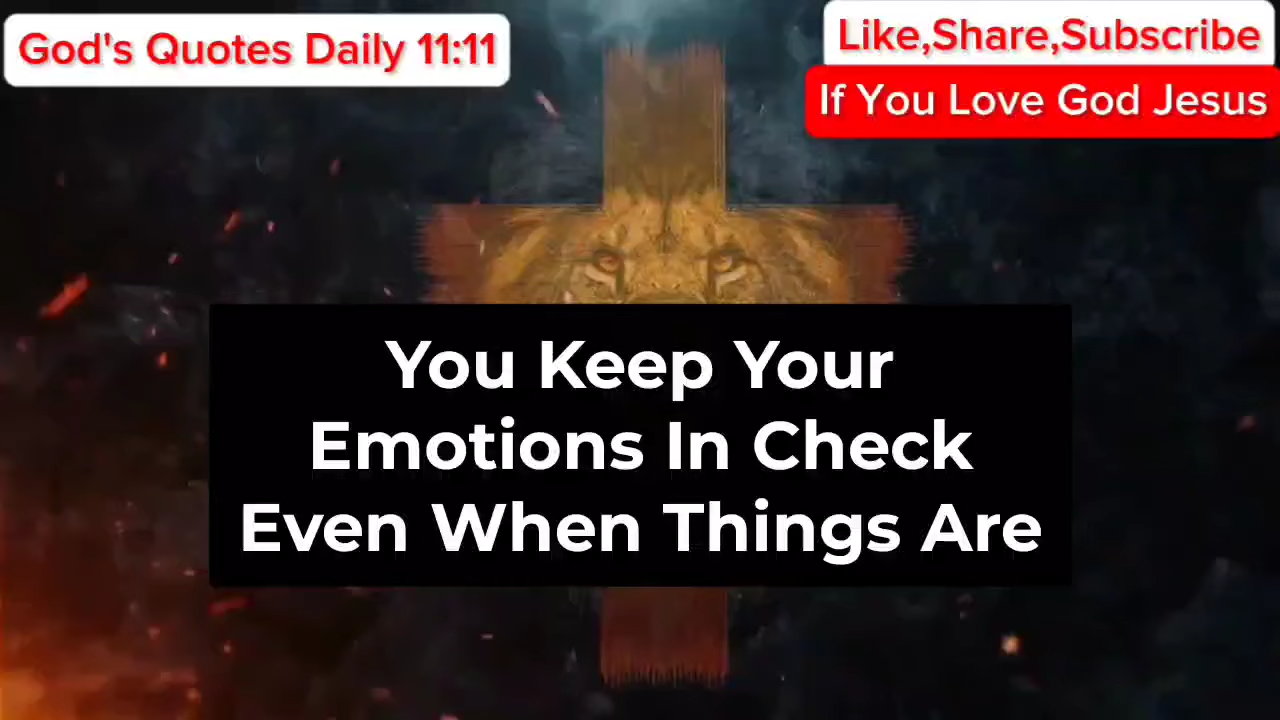 God's Quotes Daily 11:11
Like,Share,Subscribe
If You Love God Jesus
You Keep Your
Emotions In Check
Even When Things Are